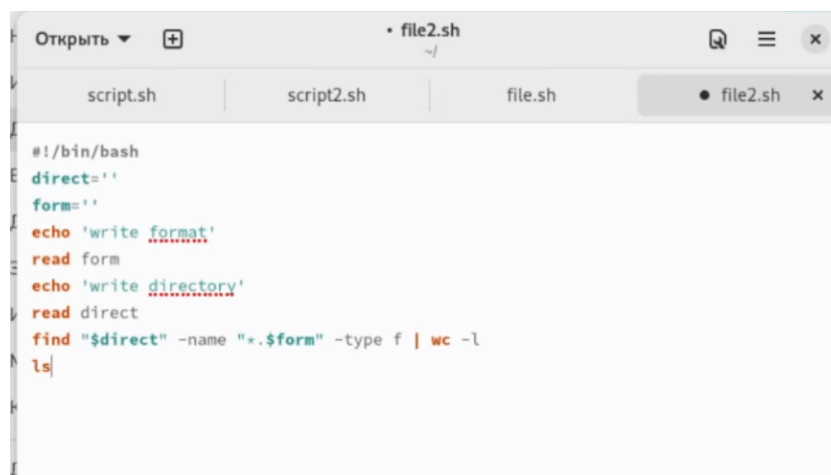 Открыть
• file2.sh
~/
script.sh
script2.sh
file.sh
• file2.sh
#!/bin/bash
direct=''
form=''
echo 'write format'
read form
echo 'write directory'
read direct
find "$direct" -name "*.$form" -type f | wc -l
ls